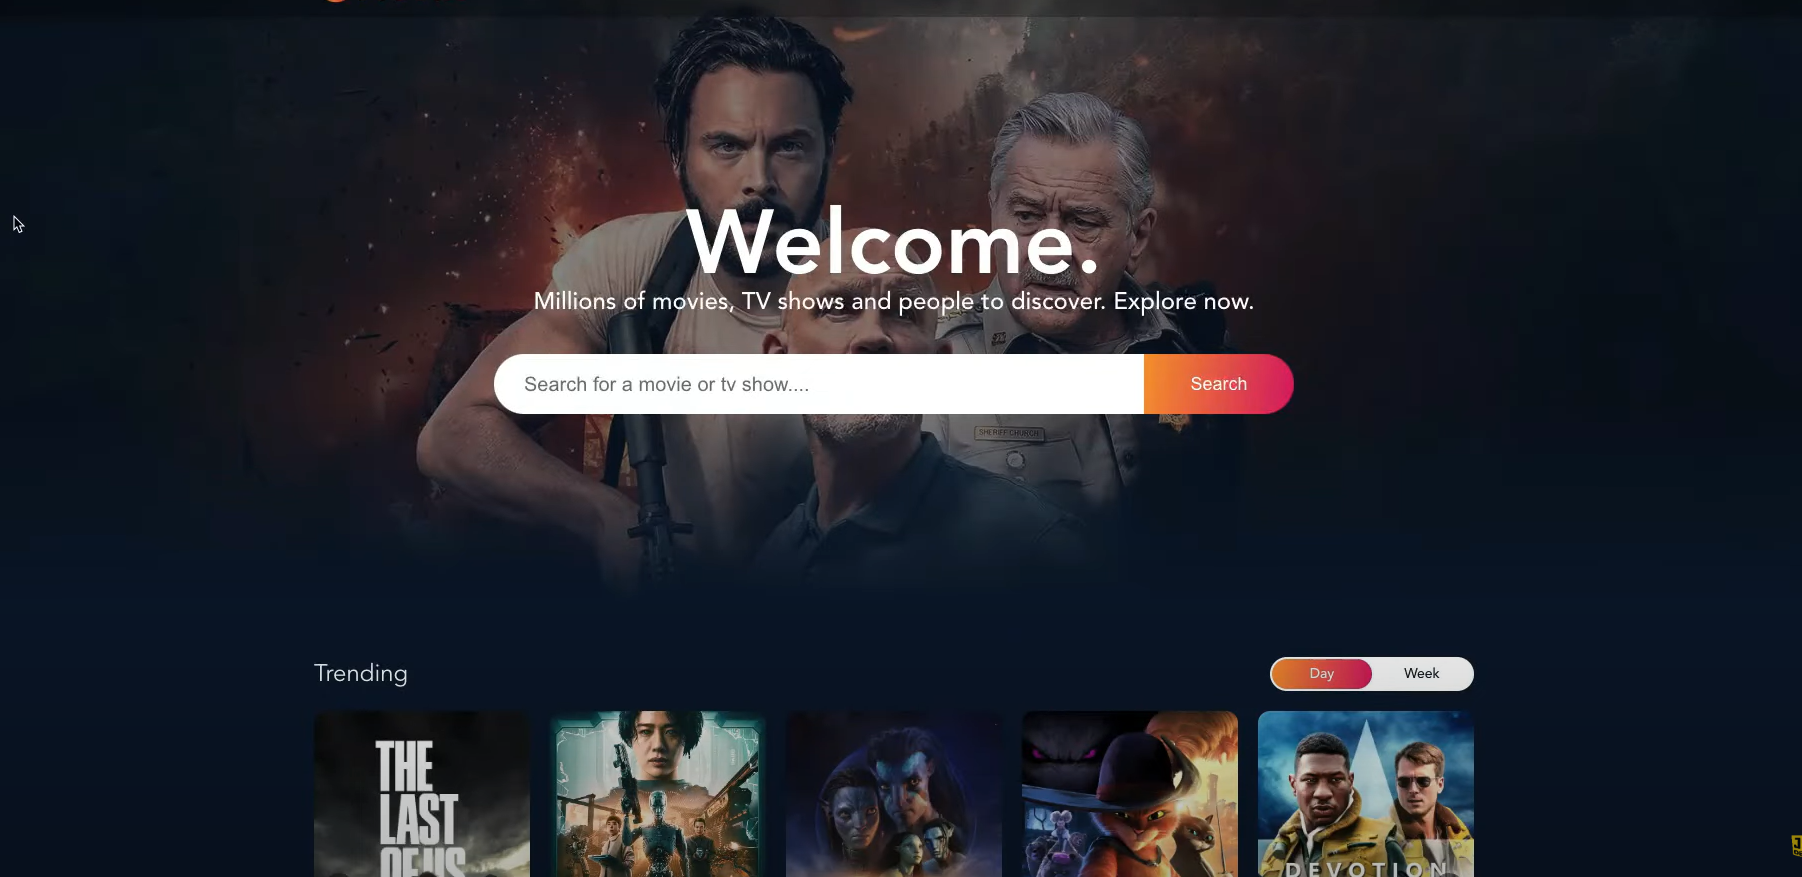 Welcome.
Millions of movies, TV shows and people to discover. Explore now.
Search for a movie or tv show....
Search
SHERIFF CHURCH
Trending
Day
Week
THE
LAST
OF US
DEVOTION